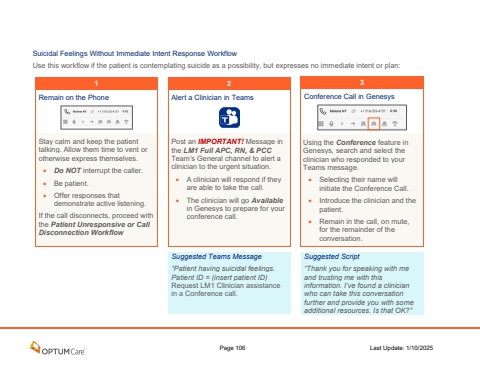 Suicidal Feelings Without Immediate Intent Response Workflow
Use this workflow if the patient is contemplating suicide as a possibility, but expresses no immediate intent or plan:
1
Remain on the Phone
Stay calm and keep the patient
talking. Allow them time to vent or
otherwise express themselves.
• Do NOT interrupt the caller.
• Be patient.
• Offer responses that
demonstrate active listening.
If the call disconnects, proceed with
the Patient Unresponsive or Call
Disconnection Workflow
2
Alert a Clinician in Teams
Post an IMPORTANT! Message in
the LM1 Full APC, RN, & PCC
Team's General channel to alert a
clinician to the urgent situation.
• A clinician will respond if they
are able to take the call.
• The clinician will go Available
in Genesys to prepare for your
conference call.
Suggested Teams Message
"Patient having suicidal feelings.
Patient ID = (insert patient ID)
Request LM1 Clinician assistance
in a Conference call.
3
Conference Call in Genesys
Using the Conference feature in
Genesys, search and select the
clinician who responded to your
Teams message.
• Selecting their name will
initiate the Conference Call.
• Introduce the clinician and the
patient.
• Remain in the call, on mute,
for the remainder of the
conversation.
Suggested Script
"Thank you for speaking with me
and trusting me with this
information. I've found a clinician
who can take this conversation
further and provide you with some
additional resources. Is that OK?"
OPTUMCare
Page 106
Last Update: 1/10/2025